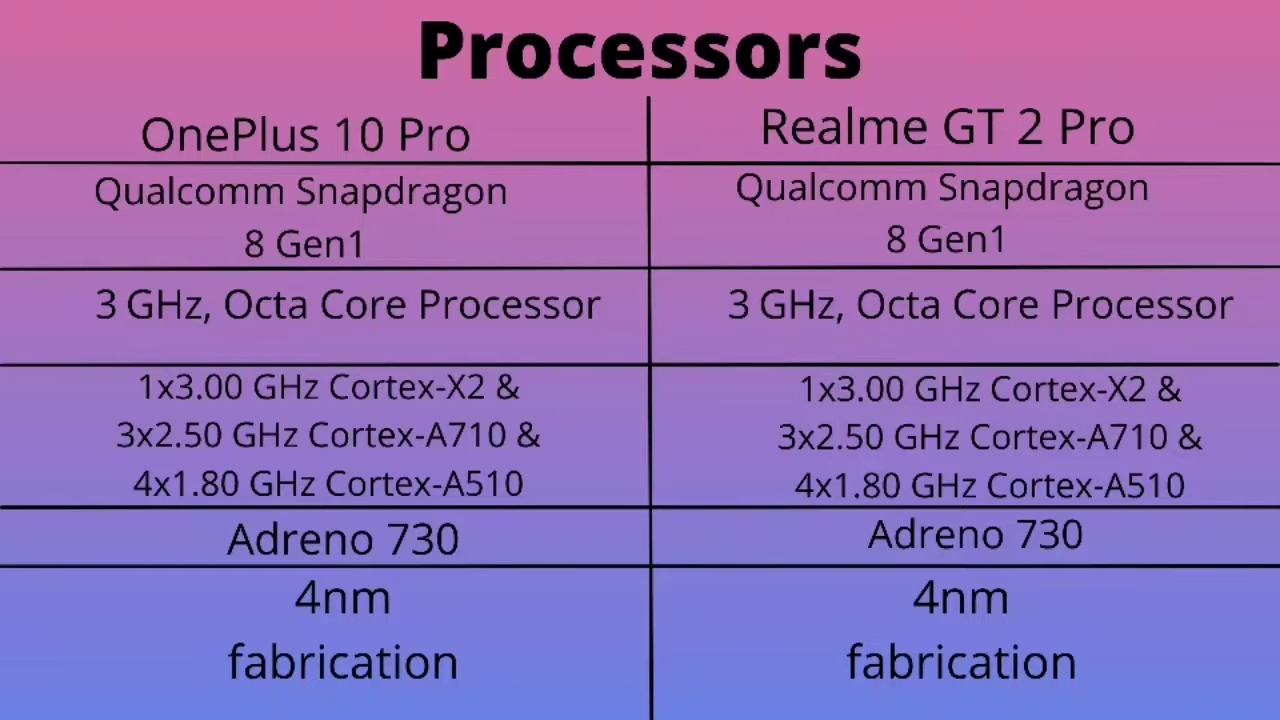 Processors
OnePlus 10 Pro
Realme GT 2 Pro
Qualcomm Snapdragon
8 Gen1
Qualcomm Snapdragon
8 Gen1
3 GHz, Octa Core Processor
3 GHz, Octa Core Processor
1x3.00 GHz Cortex-X2 &
3x2.50 GHz Cortex-A710 &
4x1.80 GHz Cortex-A510
1x3.00 GHz Cortex-X2 &
3x2.50 GHz Cortex-A710 &
4x1.80 GHz Cortex-A510
Adreno 730
Adreno 730
4nm
fabrication
4nm
fabrication